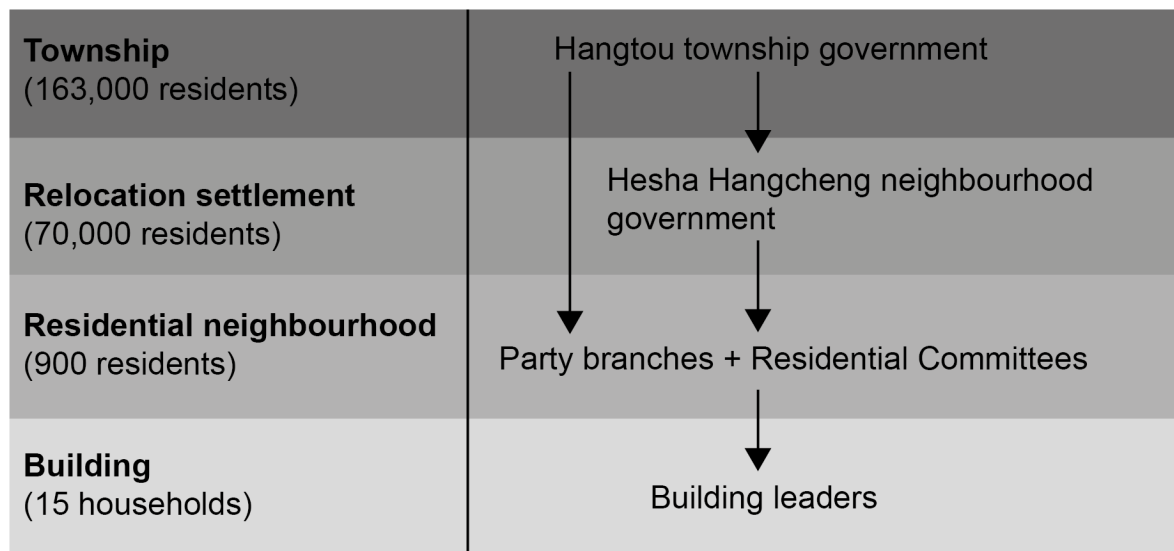 Township
(163,000 residents)
Hangtou township government
Relocation settlement
(70,000 residents)
Hesha Hangcheng neighbourhood
government
Residential neighbourhood
(900 residents)
Party branches + Residential Committees
Building
(15 households)
Building leaders